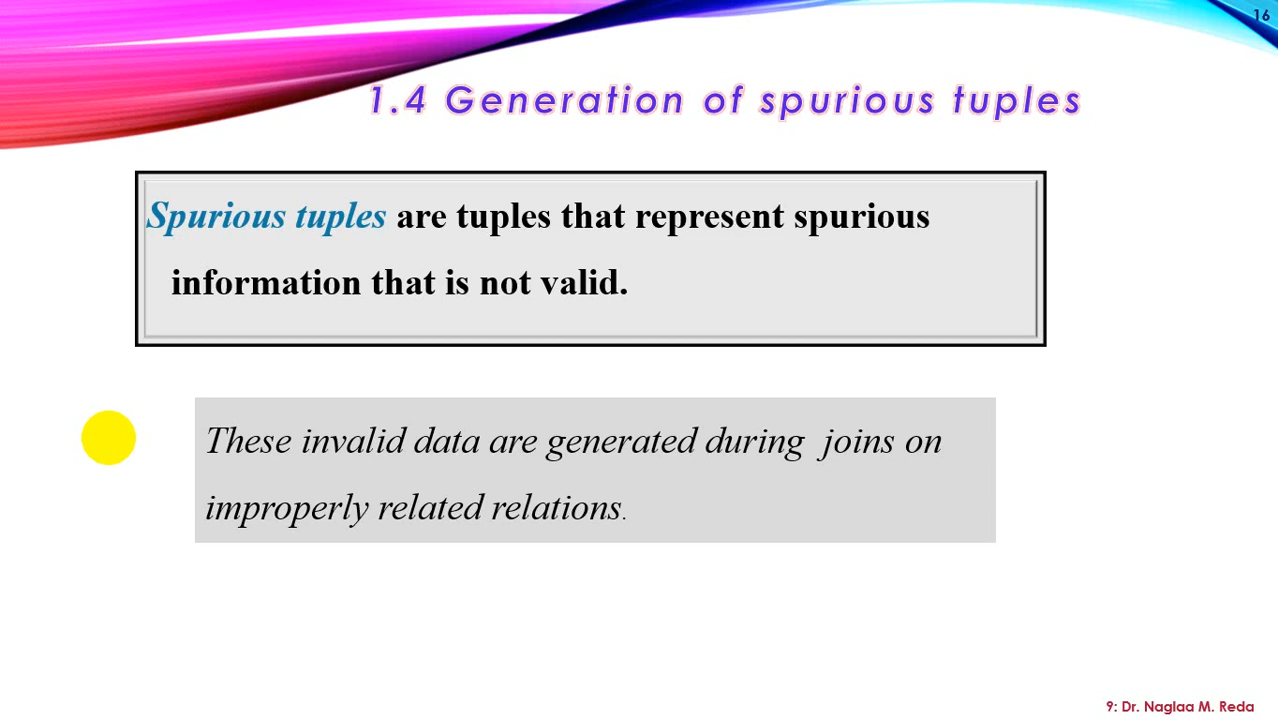 16
1.4 Generation of spurious tuples
Spurious tuples are tuples that represent spurious
information that is not valid.
These invalid data are generated during joins on
improperly related relations.
9: Dr. Naglaa M. Reda